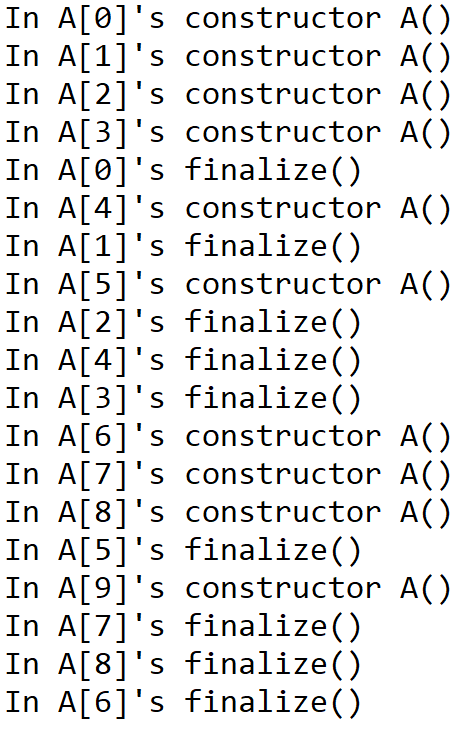 In A[0]'s constructor A()
In A[1]'s constructor A()
In A[2]'s constructor A()
In A[3]'s constructor A()
In A[0]'s finalize()
In A[4]'s constructor A()
In A[1]'s finalize()
In A[5]'s constructor A()
In A[2]'s finalize()
In A[4]'s finalize()
In A[3]'s finalize()
In A[6]'s constructor A()
In A[7]'s constructor A()
In A[8]'s constructor A()
In A[5]'s finalize()
In A[9]'s constructor A()
In A[7]'s finalize()
In A[8]'s finalize()
In A[6]'s finalize()